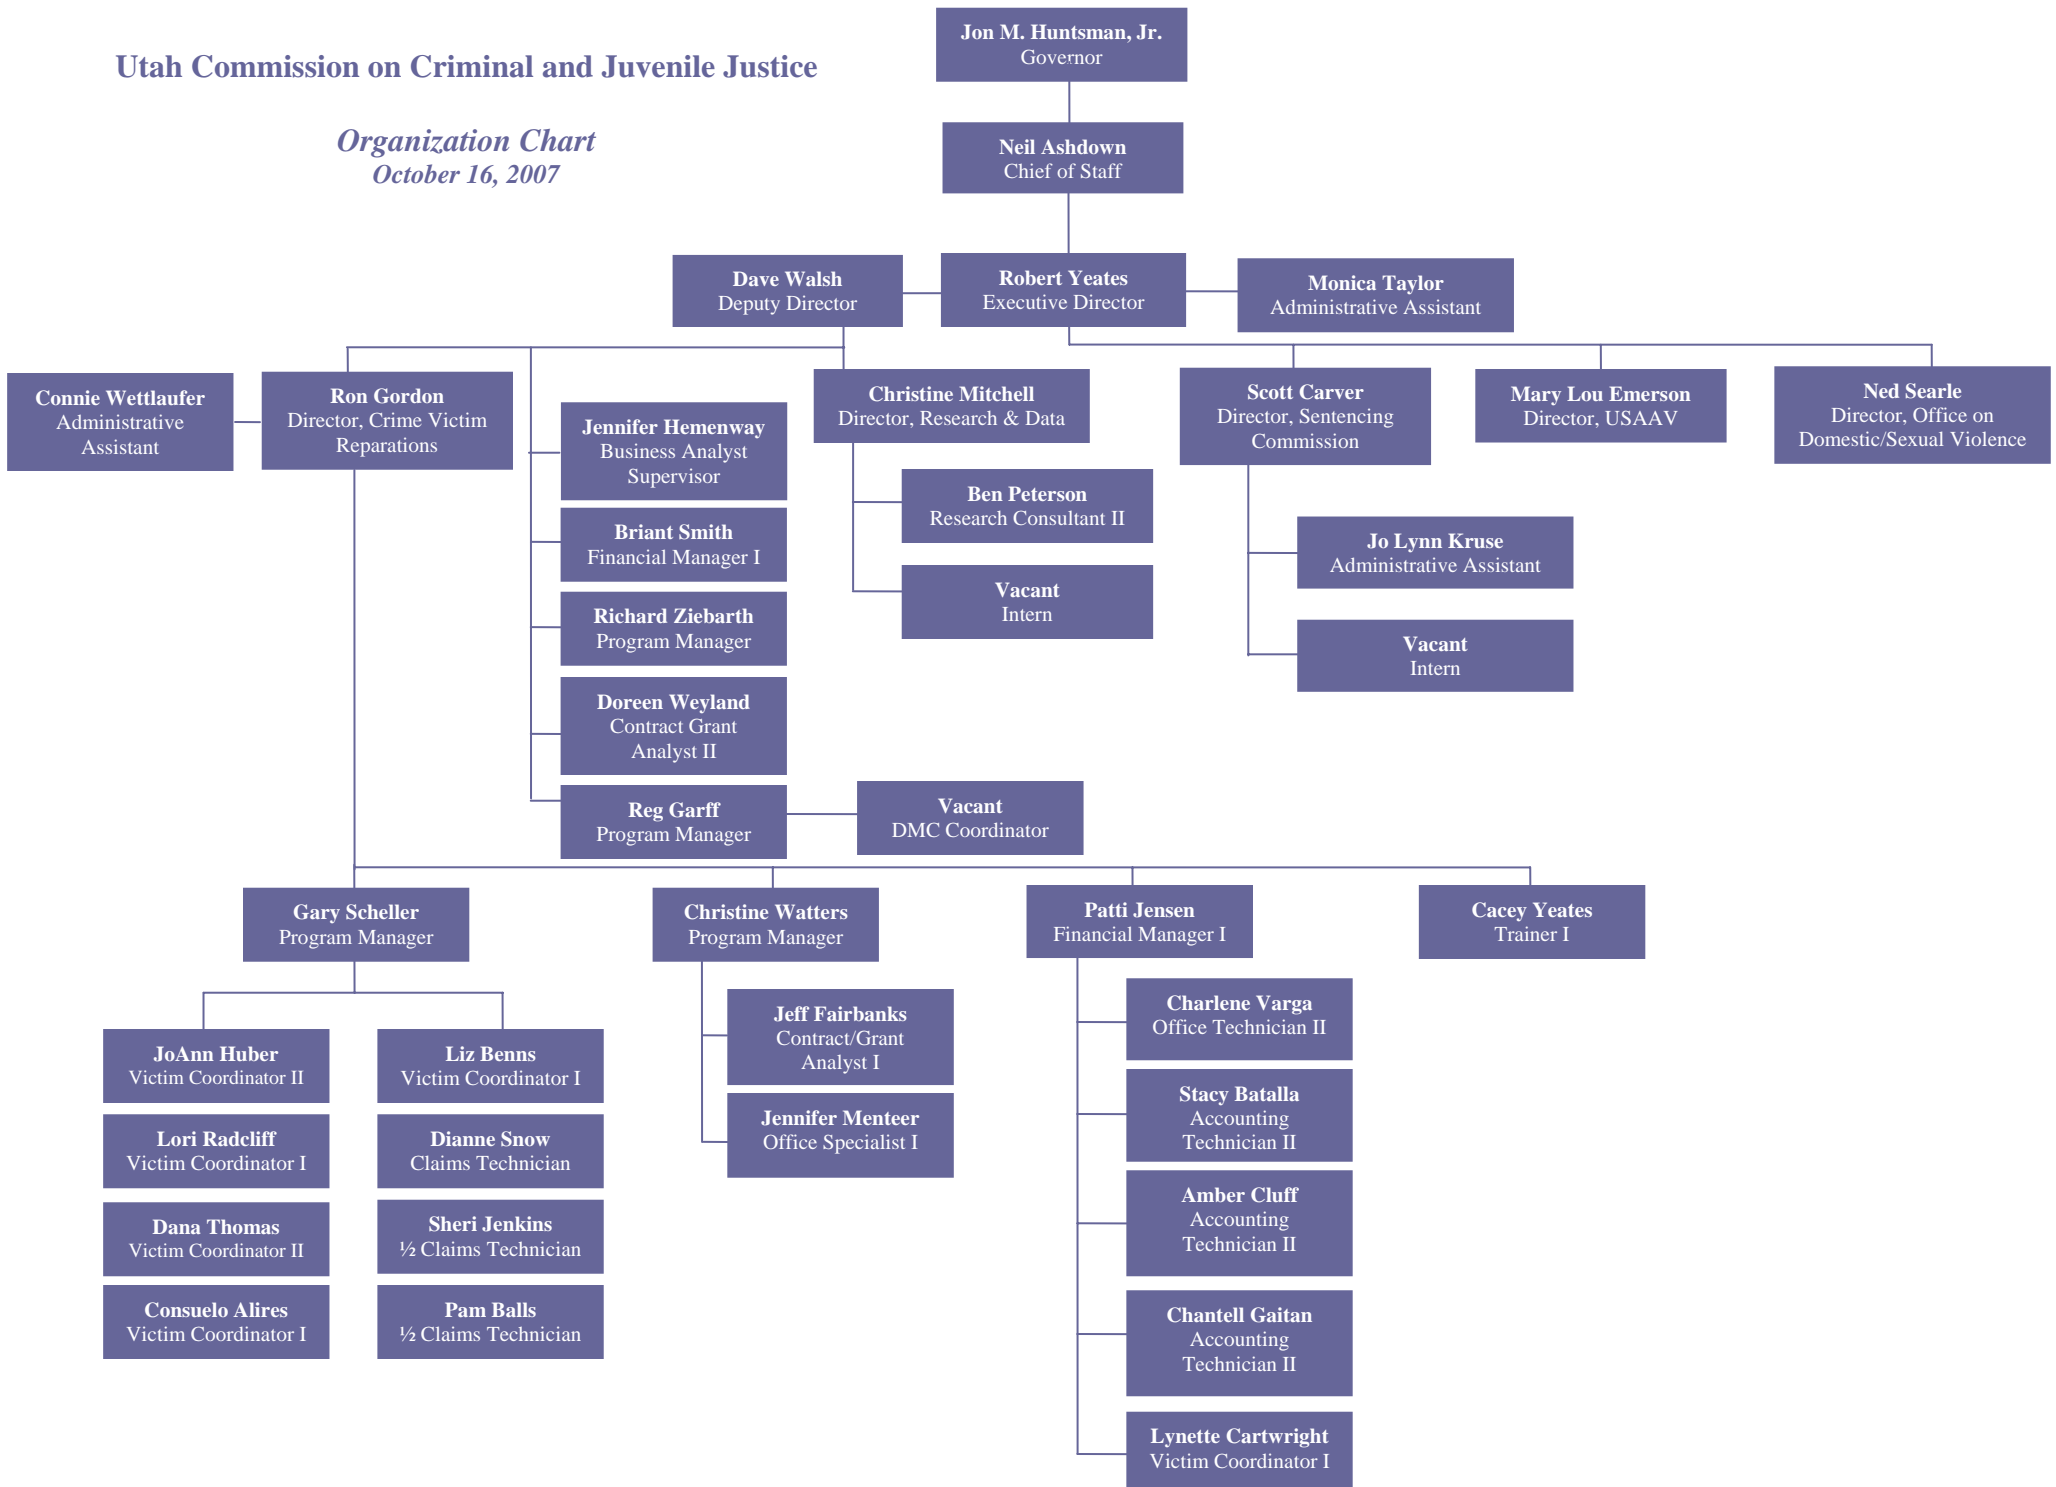 Utah Commission on Criminal and Juvenile Justice
Organization Chart
October 16, 2007
Jon M. Huntsman, Jr.
Governor
Neil Ashdown
Chief of Staff
Dave Walsh
Deputy Director
Robert Yeates
Executive Director
Monica Taylor
Administrative Assistant
Connie Wettlaufer
Administrative
Assistant
Ron Gordon
Director, Crime Victim
Reparations
Jennifer Hemenway
Business Analyst
Supervisor
Briant Smith
Financial Manager I
Richard Ziebarth
Program Manager
Doreen Weyland
Contract Grant
Analyst II
Reg Garff
Program Manager
Vacant
DMC Coordinator
Christine Mitchell
Director, Research & Data
Ben Peterson
Research Consultant II
Vacant
Intern
Scott Carver
Director, Sentencing
Commission
Jo Lynn Kruse
Administrative Assistant
Vacant
Intern
Mary Lou Emerson
Director, USAAV
Ned Searle
Director, Office on
Domestic/Sexual Violence
Gary Scheller
Program Manager
JoAnn Huber
Victim Coordinator II
Lori Radcliff
Victim Coordinator I
Dana Thomas
Victim Coordinator II
Consuelo Alires
Victim Coordinator I
Liz Benns
Victim Coordinator I
Dianne Snow
Claims Technician
Sheri Jenkins
½ Claims Technician
Pam Balls
½ Claims Technician
Christine Watters
Program Manager
Jeff Fairbanks
Contract/Grant
Analyst I
Jennifer Menteer
Office Specialist I
Patti Jensen
Financial Manager I
Charlene Varga
Office Technician II
Stacy Batalla
Accounting
Technician II
Amber Cluff
Accounting
Technician II
Chantell Gaitan
Accounting
Technician II
Lynette Cartwright
Victim Coordinator I
Cacey Yeates
Trainer I